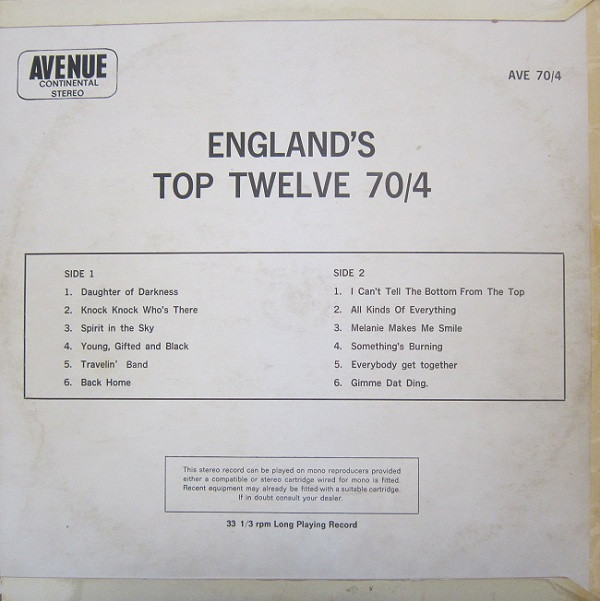 AVENUE
CONTINENTAL
STEREO
AVE 70/4
ENGLAND'S
TOP TWELVE 70/4
SIDE 1
1. Daughter of Darkness
2. Knock Knock Who's There
3. Spirit in the Sky
4. Young, Gifted and Black
5. Travelin' Band
6. Back Home
SIDE 2
1. I Can't Tell The Bottom From The Top
2. All Kinds Of Everything
3. Melanie Makes Me Smile
4. Something's Burning
5. Everybody get together
6. Gimme Dat Ding.
This stereo record can be played on mono reproducers provided
either a compatible or stereo cartridge wired for mono is fitted.
Recent equipment may already be fitted with a suitable cartridge.
If in doubt consult your dealer.
33 1/3 rpm Long Playing Record